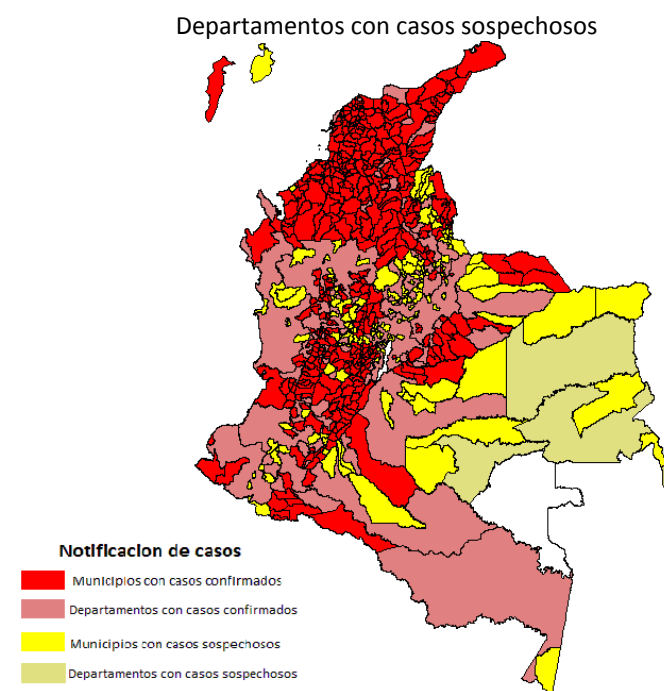 Departamentos con casos sospechosos
Notificacion de casos
Municipios con casos confirmados
Departamentos con casos confirmados
Municipios con casos sospechosos
Departamentos con casos sospechosos